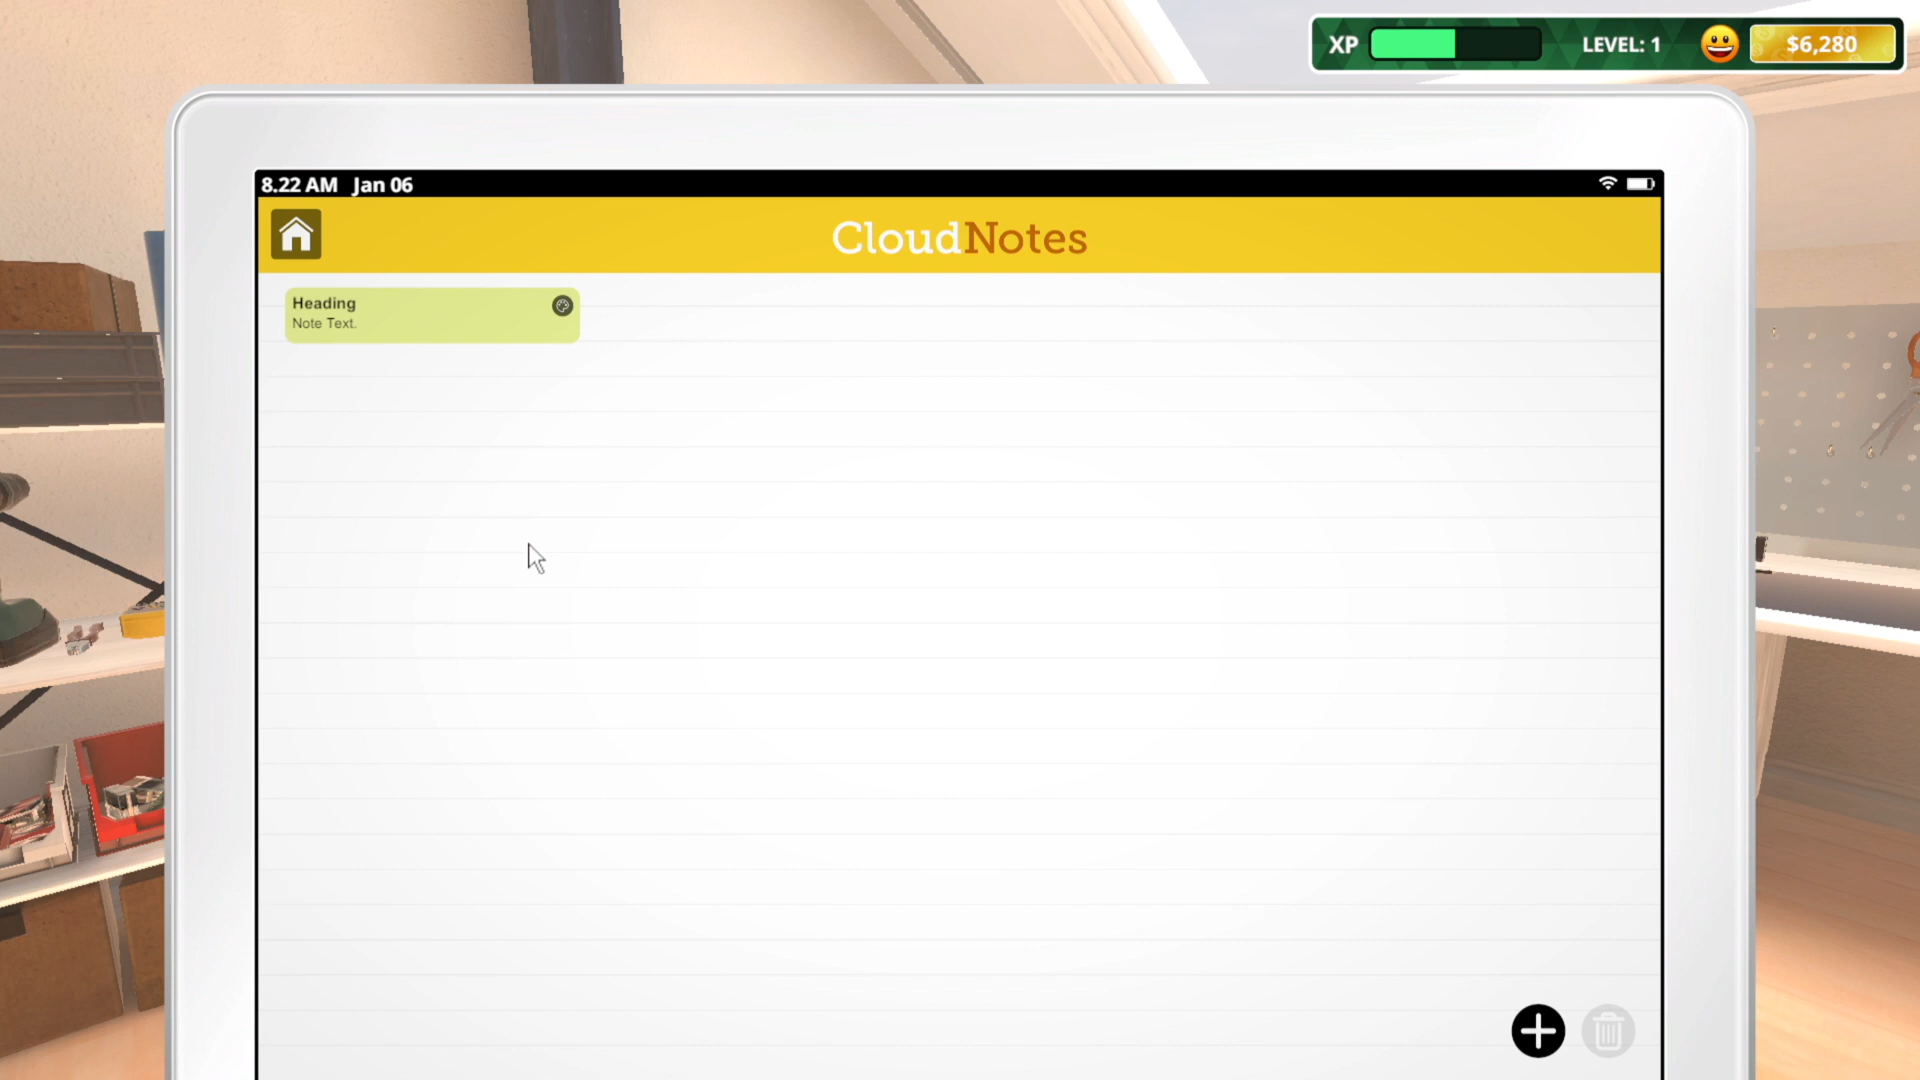 XP LEVEL: 1 $6,280
8.22 AM Jan 06
CloudNotes
Heading
Note Text.